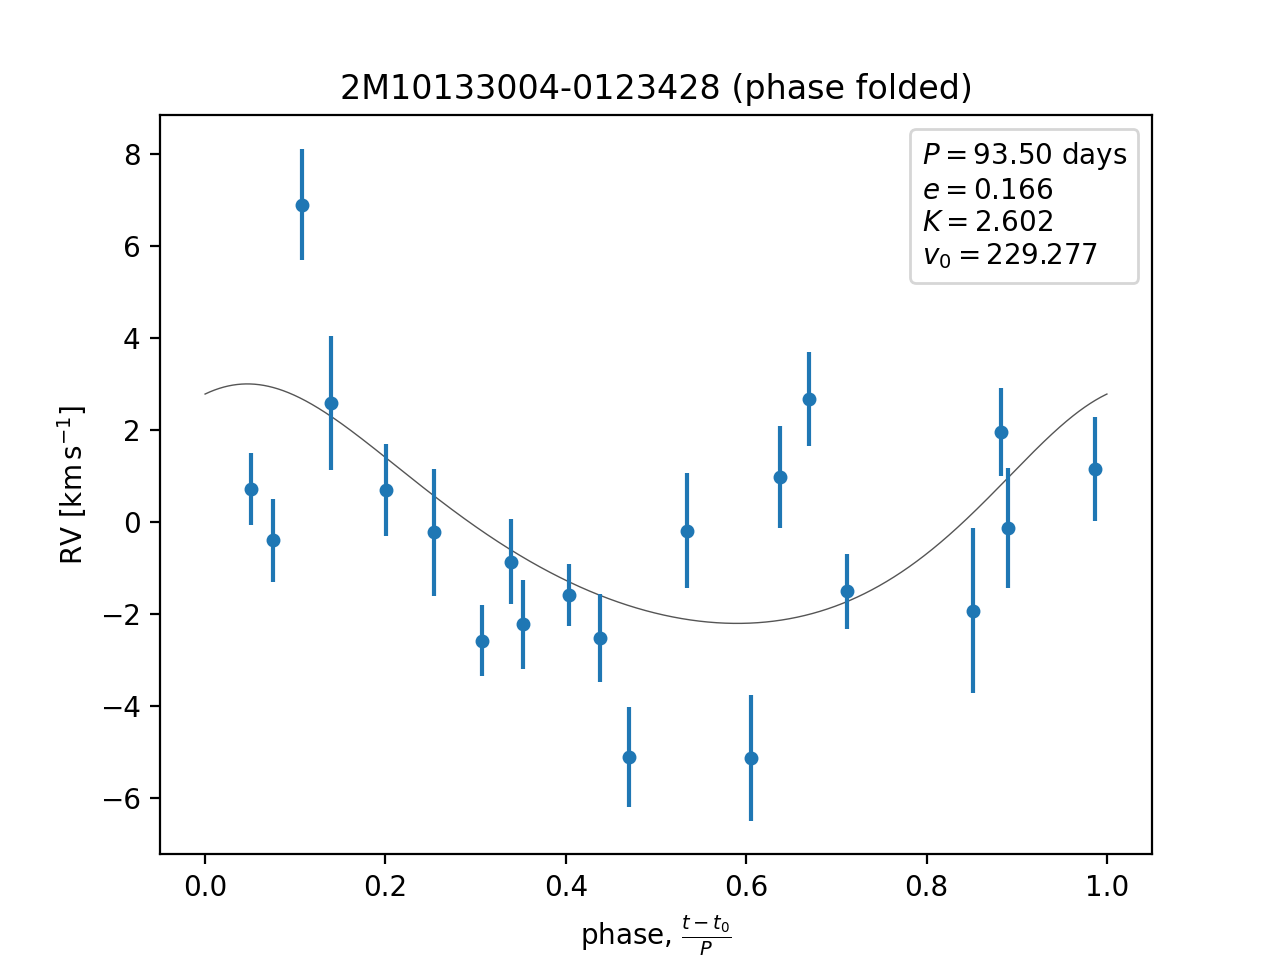 2M10133004-0123428 (phase folded)
P = 93.50 days
e = 0.166
K = 2.602
v₀ = 229.277
RV [km s⁻¹]
8
6
4
2
0
−2
−4
−6
0.0 0.2 0.4 0.6 0.8 1.0
phase, (t − t₀)/P